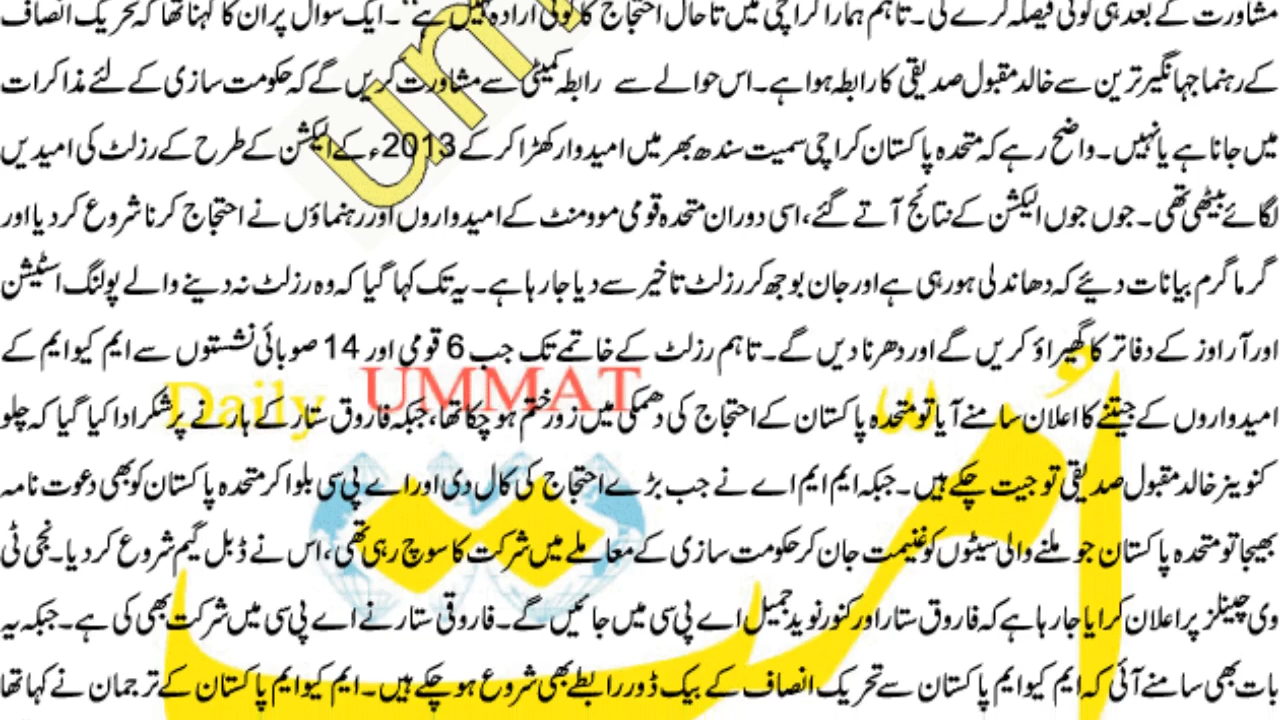 مشاورت کے بعد ہی کوئی فیصلہ کرے گی۔ تاہم ہمارا کراچی میں تاحال احتجاج کا کوئی ارادہ نہیں ہے‘‘۔ ایک سوال پر ان کا کہنا تھا کہ تحریک انصاف
کے رہنما جہانگیر ترین سے خالد مقبول صدیقی کا رابطہ ہوا ہے۔ اس حوالے سے رابطہ کمیٹی سے مشاورت کریں گے کہ حکومت سازی کے لئے مذاکرات
میں جانا ہے یا نہیں۔ واضح رہے کہ متحدہ پاکستان کراچی سمیت سندھ بھر میں امیدوار کھڑا کر کے 2013ء کے الیکشن کے طرح کے رزلٹ کی امیدیں
لگائے بیٹھی تھی۔ جوں جوں الیکشن کے نتائج آتے گئے، اسی دوران متحدہ قومی موومنٹ کے امیدواروں اور رہنماؤں نے احتجاج کرنا شروع کر دیا اور
گرما گرم بیانات دیئے کہ دھاندلی ہو رہی ہے اور جان بوجھ کر رزلٹ تاخیر سے دیا جا رہا ہے۔ یہ تک کہا گیا کہ وہ رزلٹ نہ دینے والے پولنگ اسٹیشن
اور آر اوز کے دفاتر کا گھیراؤ کریں گے اور دھرنا دیں گے۔ تاہم رزلٹ کے خاتمے تک جب 6 قومی اور 14 صوبائی نشستوں سے ایم کیو ایم کے
امیدواروں کے جیتنے کا اعلان سامنے آیا تو متحدہ پاکستان کے احتجاج کی دھمکی میں زور ختم ہو چکا تھا، جبکہ فاروق ستار کے ہارنے پر شکر ادا کیا گیا کہ چلو
کنوینر خالد مقبول صدیقی تو جیت چکے ہیں۔ جبکہ ایم ایم اے نے جب بڑے احتجاج کی کال دی اور اے پی سی بلوا کر متحدہ پاکستان کو بھی دعوت نامہ
بھیجا تو متحدہ پاکستان جو ملنے والی سیٹوں کو غنیمت جان کر حکومت سازی کے معاملے میں شرکت کا سوچ رہی تھی، اس نے ڈبل گیم شروع کر دیا۔ نجی ٹی
وی چینلز پر اعلان کرایا جا رہا ہے کہ فاروق ستار اور کنور نوید جمیل اے پی سی میں جائیں گے۔ فاروقی ستار نے اے پی سی میں شرکت بھی کی ہے۔ جبکہ یہ
بات بھی سامنے آئی کہ ایم کیو ایم پاکستان سے تحریک انصاف کے بیک ڈور رابطے بھی شروع ہو چکے ہیں۔ ایم کیو ایم پاکستان کے ترجمان نے کہا تھا
Daily UMMAT
امت